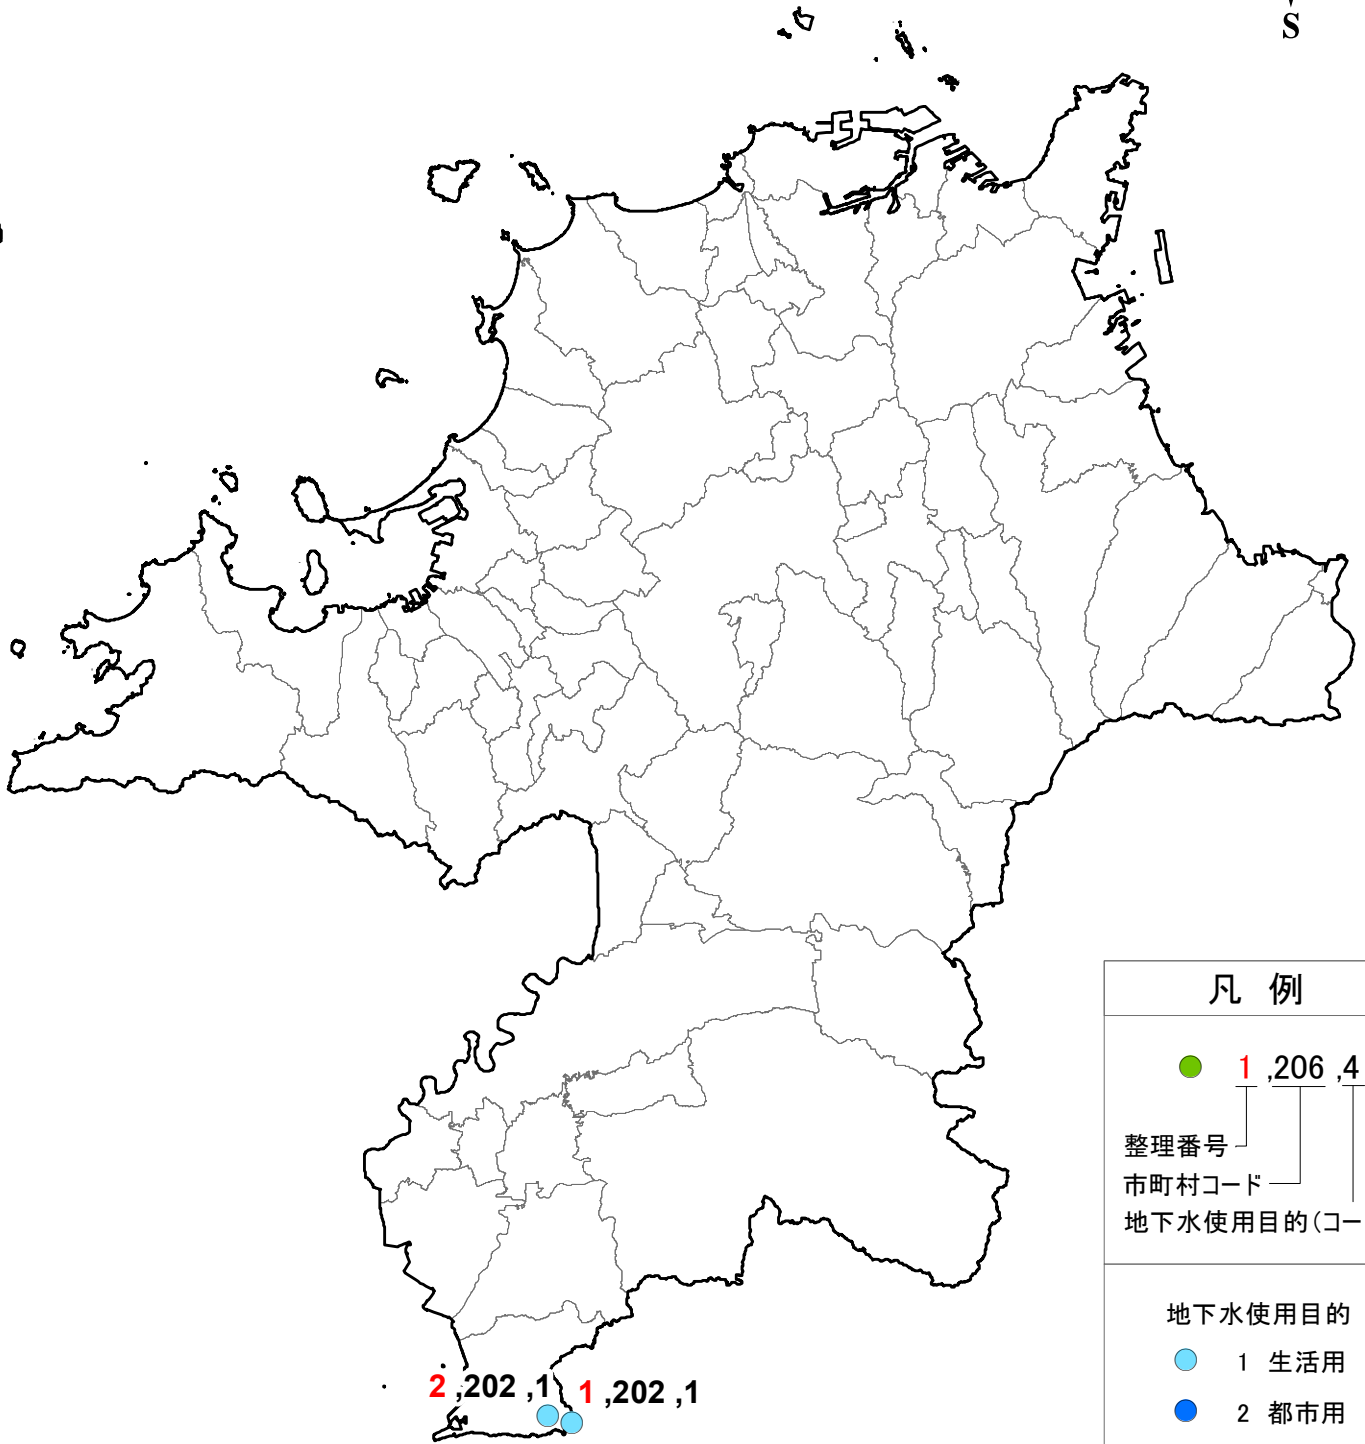 S
凡 例
1 ,206 ,4
整理番号
市町村コード
地下水使用目的(コー
地下水使用目的
1 生活用
2 都市用
2 ,202 ,1
1 ,202 ,1